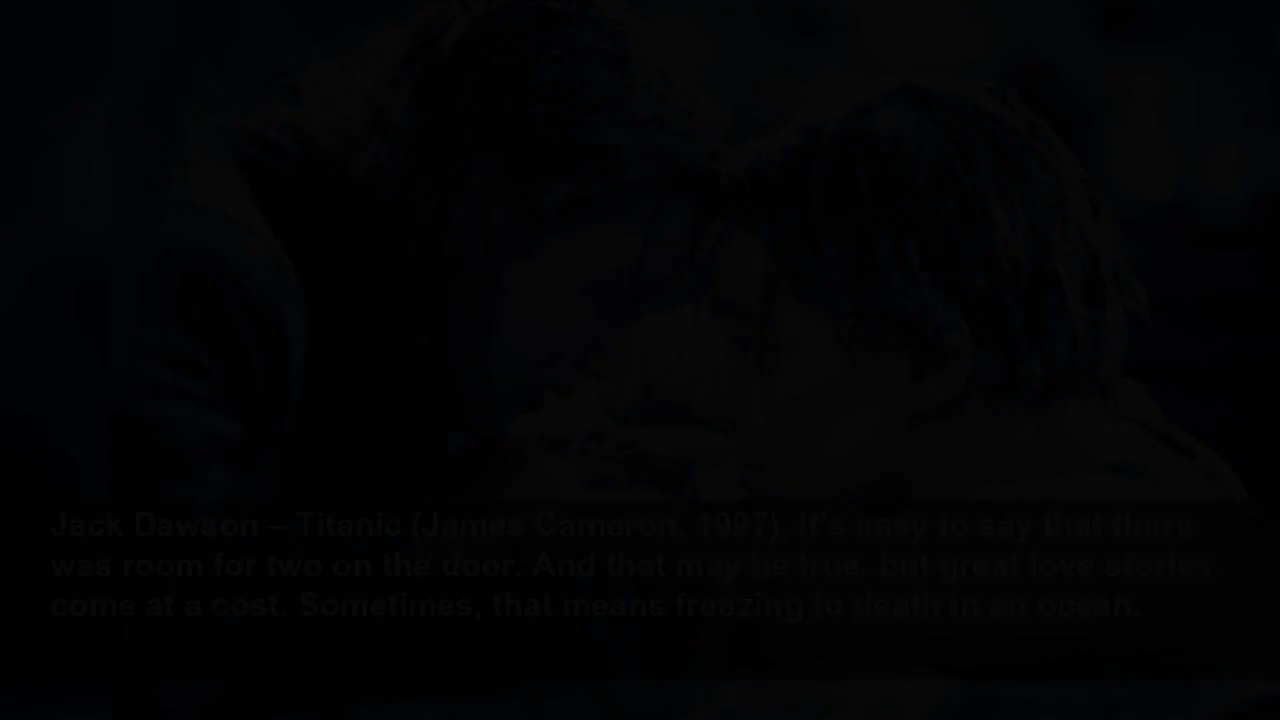 Jack Dawson – Titanic (James Cameron, 1997), It's easy to say that there
was room for two on the door. And that may be true, but great love stories
come at a cost. Sometimes, that means freezing to death in an ocean.